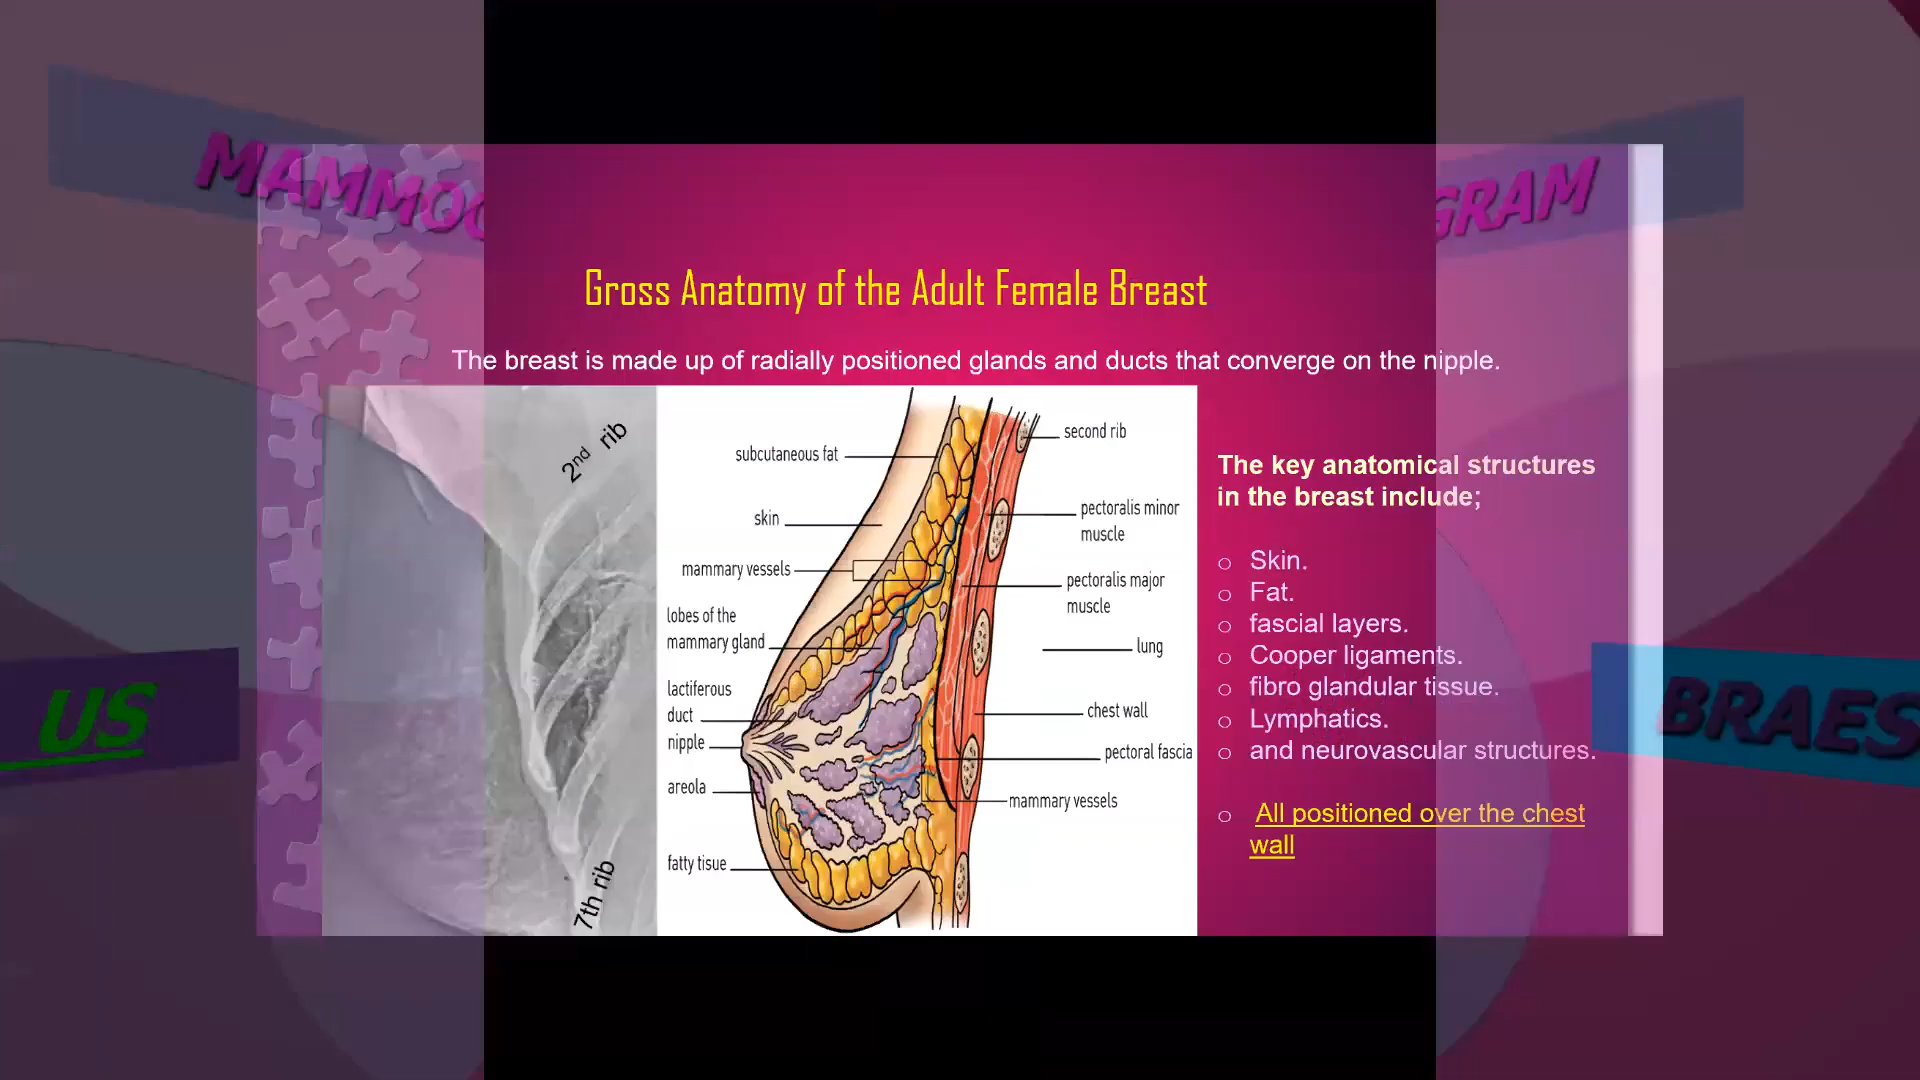 MAMMOG
GRAM
Gross Anatomy of the Adult Female Breast
The breast is made up of radially positioned glands and ducts that converge on the nipple.
2nd rib
7th rib
subcutaneous fat
skin
mammary vessels
lobes of the
mammary gland
lactiferous
duct
nipple
areola
fatty tisue
second rib
pectoralis minor
muscle
pectoralis major
muscle
lung
chest wall
pectoral fascia
mammary vessels
The key anatomical structures
in the breast include;
o Skin.
o Fat.
o fascial layers.
o Cooper ligaments.
o fibro glandular tissue.
o Lymphatics.
o and neurovascular structures.
o All positioned over the chest
wall
US
BRAES